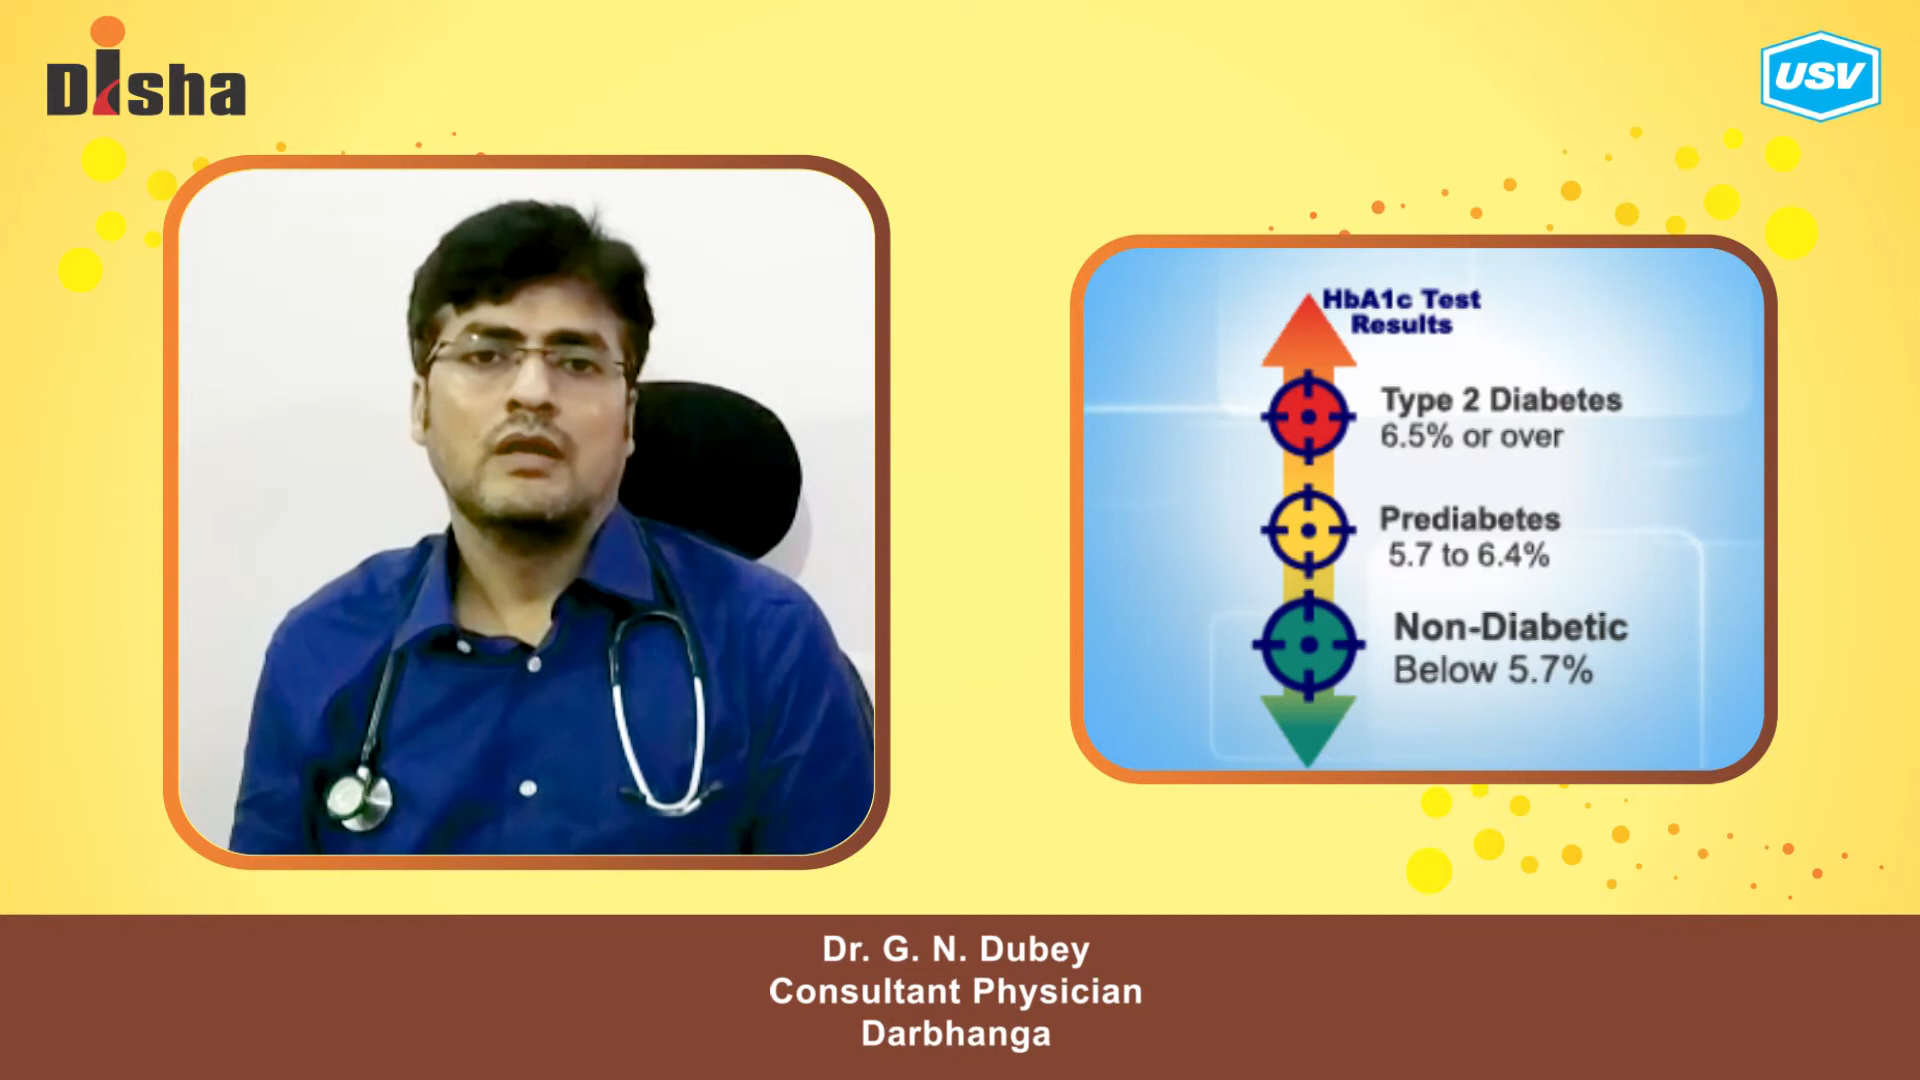 Disha
USV
HbA1c Test
Results
Type 2 Diabetes
6.5% or over
Prediabetes
5.7 to 6.4%
Non-Diabetic
Below 5.7%
Dr. G. N. Dubey
Consultant Physician
Darbhanga